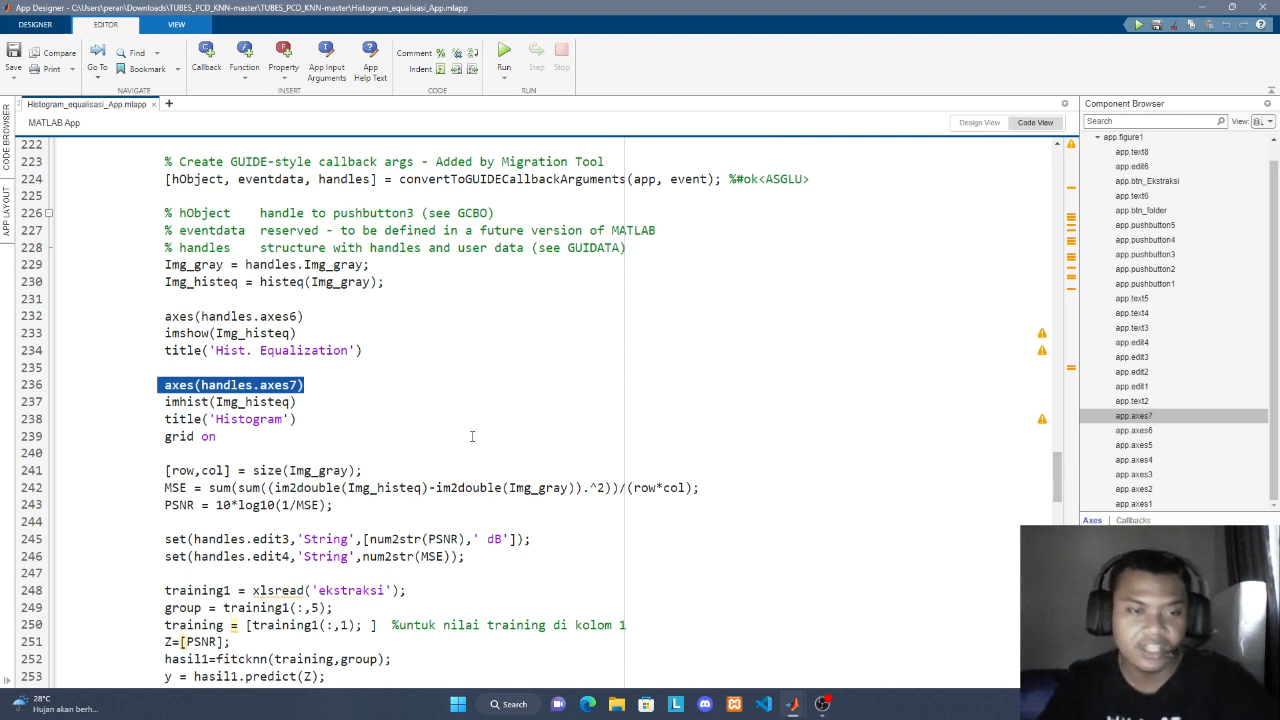 App Designer - C:\Users\peran\Downloads\TUBES_PCD_KNN-master\TUBES_PCD_KNN-master\Histogram_equalisasi_App.mlapp
DESIGNER EDITOR VIEW
Save
Compare
Print
Go To
Find
Bookmark
NAVIGATE
Callback
Function
Property
App Input Arguments
App Help Text
INSERT
Comment
Indent
CODE
Run
Step
Stop
RUN
Histogram_equalisasi_App.mlapp × +
MATLAB App
Design View Code View
CODE BROWSER
APP LAYOUT
222
223 % Create GUIDE-style callback args - Added by Migration Tool
224 [hObject, eventdata, handles] = convertToGUIDECallbackArguments(app, event); %#ok<ASGLU>
225
226 % hObject    handle to pushbutton3 (see GCBO)
227 % eventdata  reserved - to be defined in a future version of MATLAB
228 % handles    structure with handles and user data (see GUIDATA)
229 Img_gray = handles.Img_gray;
230 Img_histeq = histeq(Img_gray);
231
232 axes(handles.axes6)
233 imshow(Img_histeq)
234 title('Hist. Equalization')
235
236 axes(handles.axes7)
237 imhist(Img_histeq)
238 title('Histogram')
239 grid on
240
241 [row,col] = size(Img_gray);
242 MSE = sum(sum((im2double(Img_histeq)-im2double(Img_gray)).^2))/(row*col);
243 PSNR = 10*log10(1/MSE);
244
245 set(handles.edit3,'String',[num2str(PSNR),' dB']);
246 set(handles.edit4,'String',num2str(MSE));
247
248 training1 = xlsread('ekstraksi');
249 group = training1(:,5);
250 training = [training1(:,1); ]  %untuk nilai training di kolom 1
251 Z=[PSNR];
252 hasil1=fitcknn(training,group);
253 y = hasil1.predict(Z);
Component Browser
Search
View:
app.figure1
app.text8
app.edit6
app.btn_Ekstraksi
app.text6
app.btn_folder
app.pushbutton5
app.pushbutton4
app.pushbutton3
app.pushbutton2
app.pushbutton1
app.text5
app.text4
app.text3
app.edit4
app.edit3
app.edit2
app.edit1
app.text2
app.axes7
app.axes6
app.axes5
app.axes4
app.axes3
app.axes2
app.axes1
Axes Callbacks
28°C
Hujan akan berh...
Search